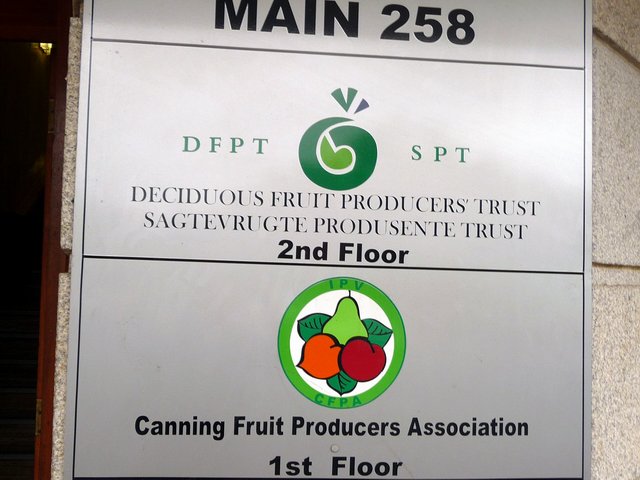 MAIN 258
DFPT SPT
DECIDUOUS FRUIT PRODUCERS' TRUST
SAGTEVRUGTE PRODUSENTE TRUST
2nd Floor
IPV
CFPA
Canning Fruit Producers Association
1st Floor